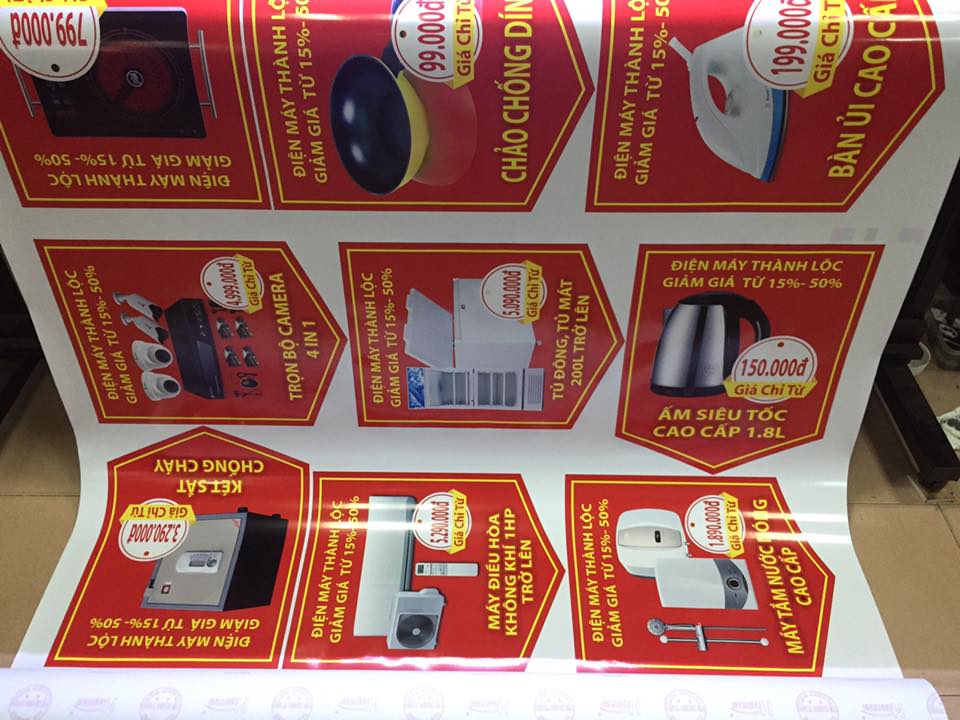 ĐIỆN MÁY THÀNH LỘC
GIẢM GIÁ TỪ 15%- 50%
799.000đ
ĐIỆN MÁY THÀNH LỘC
GIẢM GIÁ TỪ 15%- 50%
99.000đ
Giá Chỉ
CHẢO CHỐNG DÍN
ĐIỆN MÁY THÀNH LỘC
GIẢM GIÁ TỪ 15%-
199.000đ
Giá Chỉ
BÀN ỦI CAO CẤ
ĐIỆN MÁY THÀNH LỘC
GIẢM GIÁ TỪ 15%- 50%
4.999.000đ
Giá Chỉ Từ
TRỌN BỘ CAMERA
4 IN 1
ĐIỆN MÁY THÀNH LỘC
GIẢM GIÁ TỪ 15%- 50%
5.090.000đ
Giá Chỉ Từ
TỦ ĐÔNG, TỦ MÁT
200L TRỞ LÊN
ĐIỆN MÁY THÀNH LỘC
GIẢM GIÁ TỪ 15%- 50%
150.000đ
Giá Chỉ Từ
ẤM SIÊU TỐC
CAO CẤP 1.8L
ĐIỆN MÁY THÀNH LỘC
GIẢM GIÁ TỪ 15%- 50%
3.290.000đ
Giá Chỉ Từ
KÉT SẮT
CHỐNG CHÁY
ĐIỆN MÁY THÀNH LỘC
GIẢM GIÁ TỪ 15%- 50%
5.290.000đ
Giá Chỉ Từ
MÁY ĐIỀU HÒA
KHÔNG KHÍ 1HP
TRỞ LÊN
ĐIỆN MÁY THÀNH LỘC
GIẢM GIÁ TỪ 15%- 50%
1.890.000đ
Giá Chỉ Từ
MÁY TẮM NƯỚC NÓNG
CAO CẤP